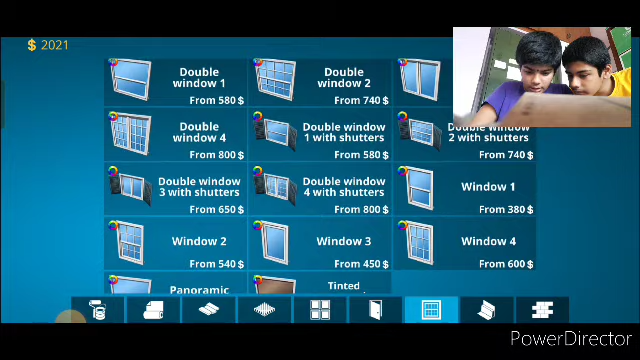 $ 2021
Double
window 1
From 580 $
Double
window 2
From 740 $
Double
window 4
From 800 $
Double window
1 with shutters
From 580 $
Double window
2 with shutters
From 740 $
Double window
3 with shutters
From 650 $
Double window
4 with shutters
From 800 $
Window 1
From 380 $
Window 2
From 540 $
Window 3
From 450 $
Window 4
From 600 $
Panoramic
Tinted
PowerDirector